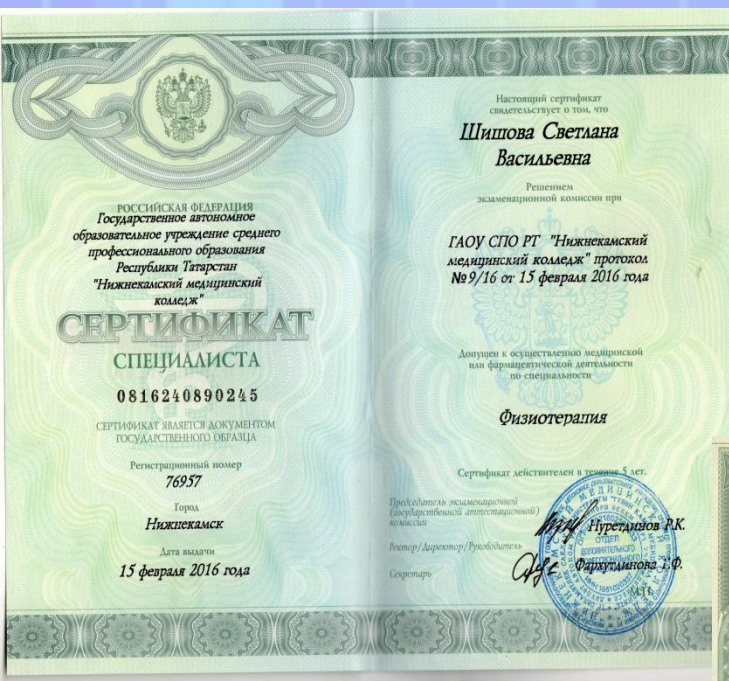 РОССИЙСКАЯ ФЕДЕРАЦИЯ
Государственное автономное
образовательное учреждение среднего
профессионального образования
Республики Татарстан
"Нижнекамский медицинский
колледж"
СЕРТИФИКАТ
СПЕЦИАЛИСТА
0816240890245
СЕРТИФИКАТ ЯВЛЯЕТСЯ ДОКУМЕНТОМ
ГОСУДАРСТВЕННОГО ОБРАЗЦА
Регистрационный номер
76957
Город
Нижнекамск
Дата выдачи
15 февраля 2016 года
Настоящий сертификат
свидетельствует о том, что
Шишова Светлана
Васильевна
Решением
экзаменационной комиссии при
ГАОУ СПО РТ "Нижнекамский
медицинский колледж" протокол
№ 9/16 от 15 февраля 2016 года
Допущен к осуществлению медицинской
или фармацевтической деятельности
по специальности
Физиотерапия
Сертификат действителен в течение 5 лет.
Председатель экзаменационной
(государственной аттестационной)
комиссии
Нуретдинов Р.К.
Ректор/Директор/Руководитель
Секретарь
Фархутдинова Г.Ф.
М.П.
ОТДЕЛ
ДОПОЛНИТЕЛЬНОГО